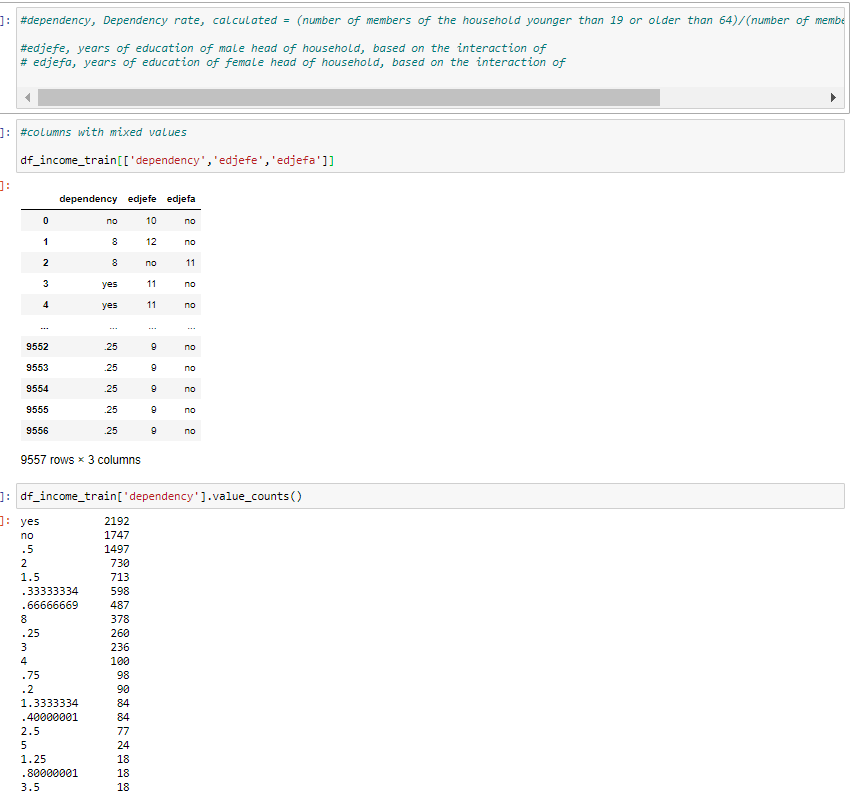 ]: #dependency, Dependency rate, calculated = (number of members of the household younger than 19 or older than 64)/(number of membe
#edjefe, years of education of male head of household, based on the interaction of
# edjefa, years of education of female head of household, based on the interaction of
]: #columns with mixed values
df_income_train[['dependency','edjefe','edjefa']]
]:
dependency edjefe edjefa
0 no 10 no
1 8 12 no
2 8 no 11
3 yes 11 no
4 yes 11 no
... ... ... ...
9552 .25 9 no
9553 .25 9 no
9554 .25 9 no
9555 .25 9 no
9556 .25 9 no
9557 rows × 3 columns
]: df_income_train['dependency'].value_counts()
]: yes 2192
no 1747
.5 1497
2 730
1.5 713
.33333334 598
.66666669 487
8 378
.25 260
3 236
4 100
.75 98
.2 90
1.3333334 84
.40000001 84
2.5 77
5 24
1.25 18
.80000001 18
3.5 18